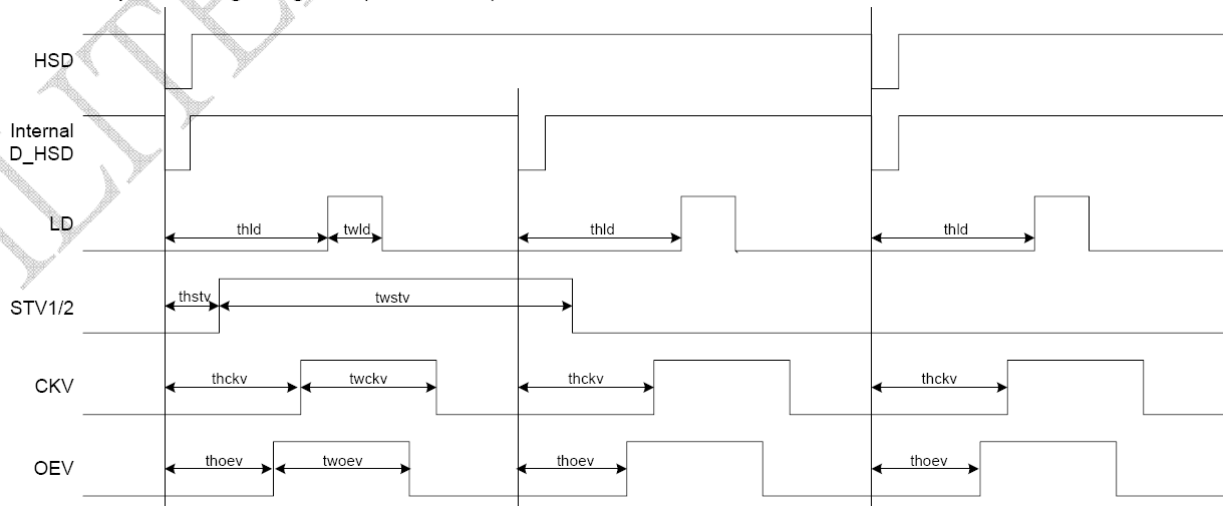 HSD
Internal
D_HSD
LD
thld twld thld thld
STV1/2
thstv twstv
CKV
thckv twckv thckv thckv
OEV
thoev twoev thoev thoev